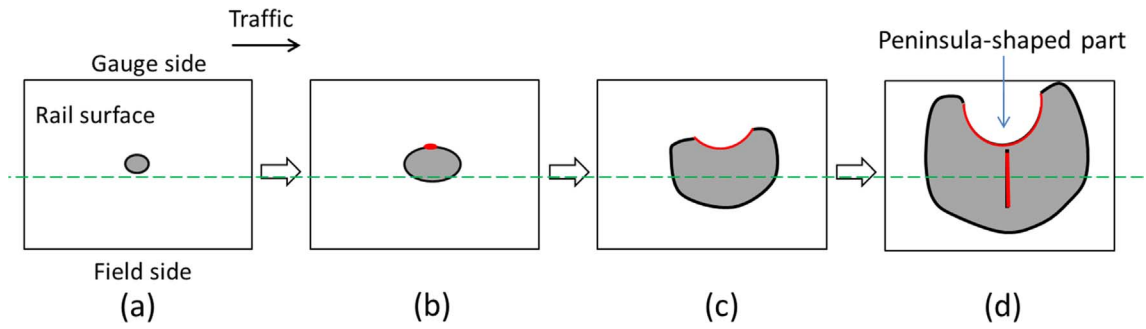 Traffic
Gauge side
Rail surface
Field side
Peninsula-shaped part
(a)
(b)
(c)
(d)